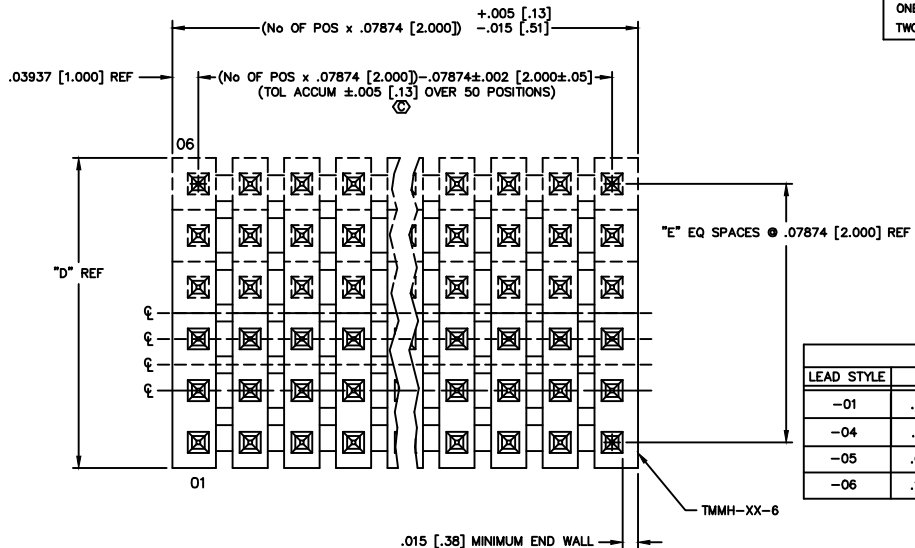 +.005 [.13]
(No OF POS x .07874 [2.000]) -.015 [.51]
ONE
TWO
.03937 [1.000] REF
(No OF POS x .07874 [2.000])-.07874±.002 [2.000±.05]
(TOL ACCUM ±.005 [.13] OVER 50 POSITIONS)
C
06
"D" REF
"E" EQ SPACES @ .07874 [2.000] REF
℄
℄
℄
℄
LEAD STYLE
-01
-04
-05
-06
01
TMMH-XX-6
.015 [.38] MINIMUM END WALL